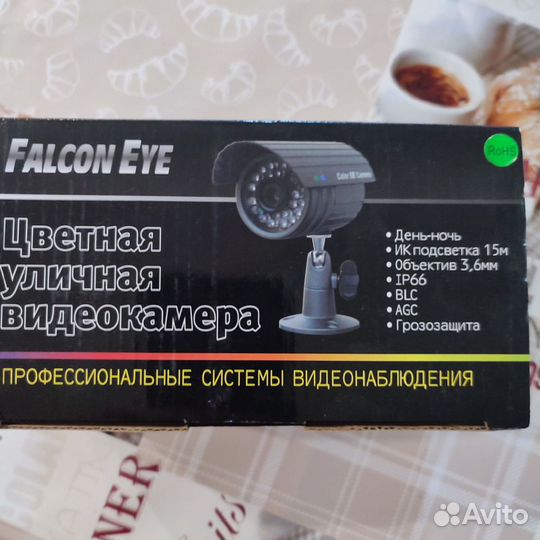 FALCON EYE
RoHS
Color IR Camera
Цветная
уличная
видеокамера
• День-ночь
• ИК подсветка 15м
• Объектив 3,6мм
• IP66
• BLC
• AGC
• Грозозащита
ПРОФЕССИОНАЛЬНЫЕ СИСТЕМЫ ВИДЕОНАБЛЮДЕНИЯ
Avito